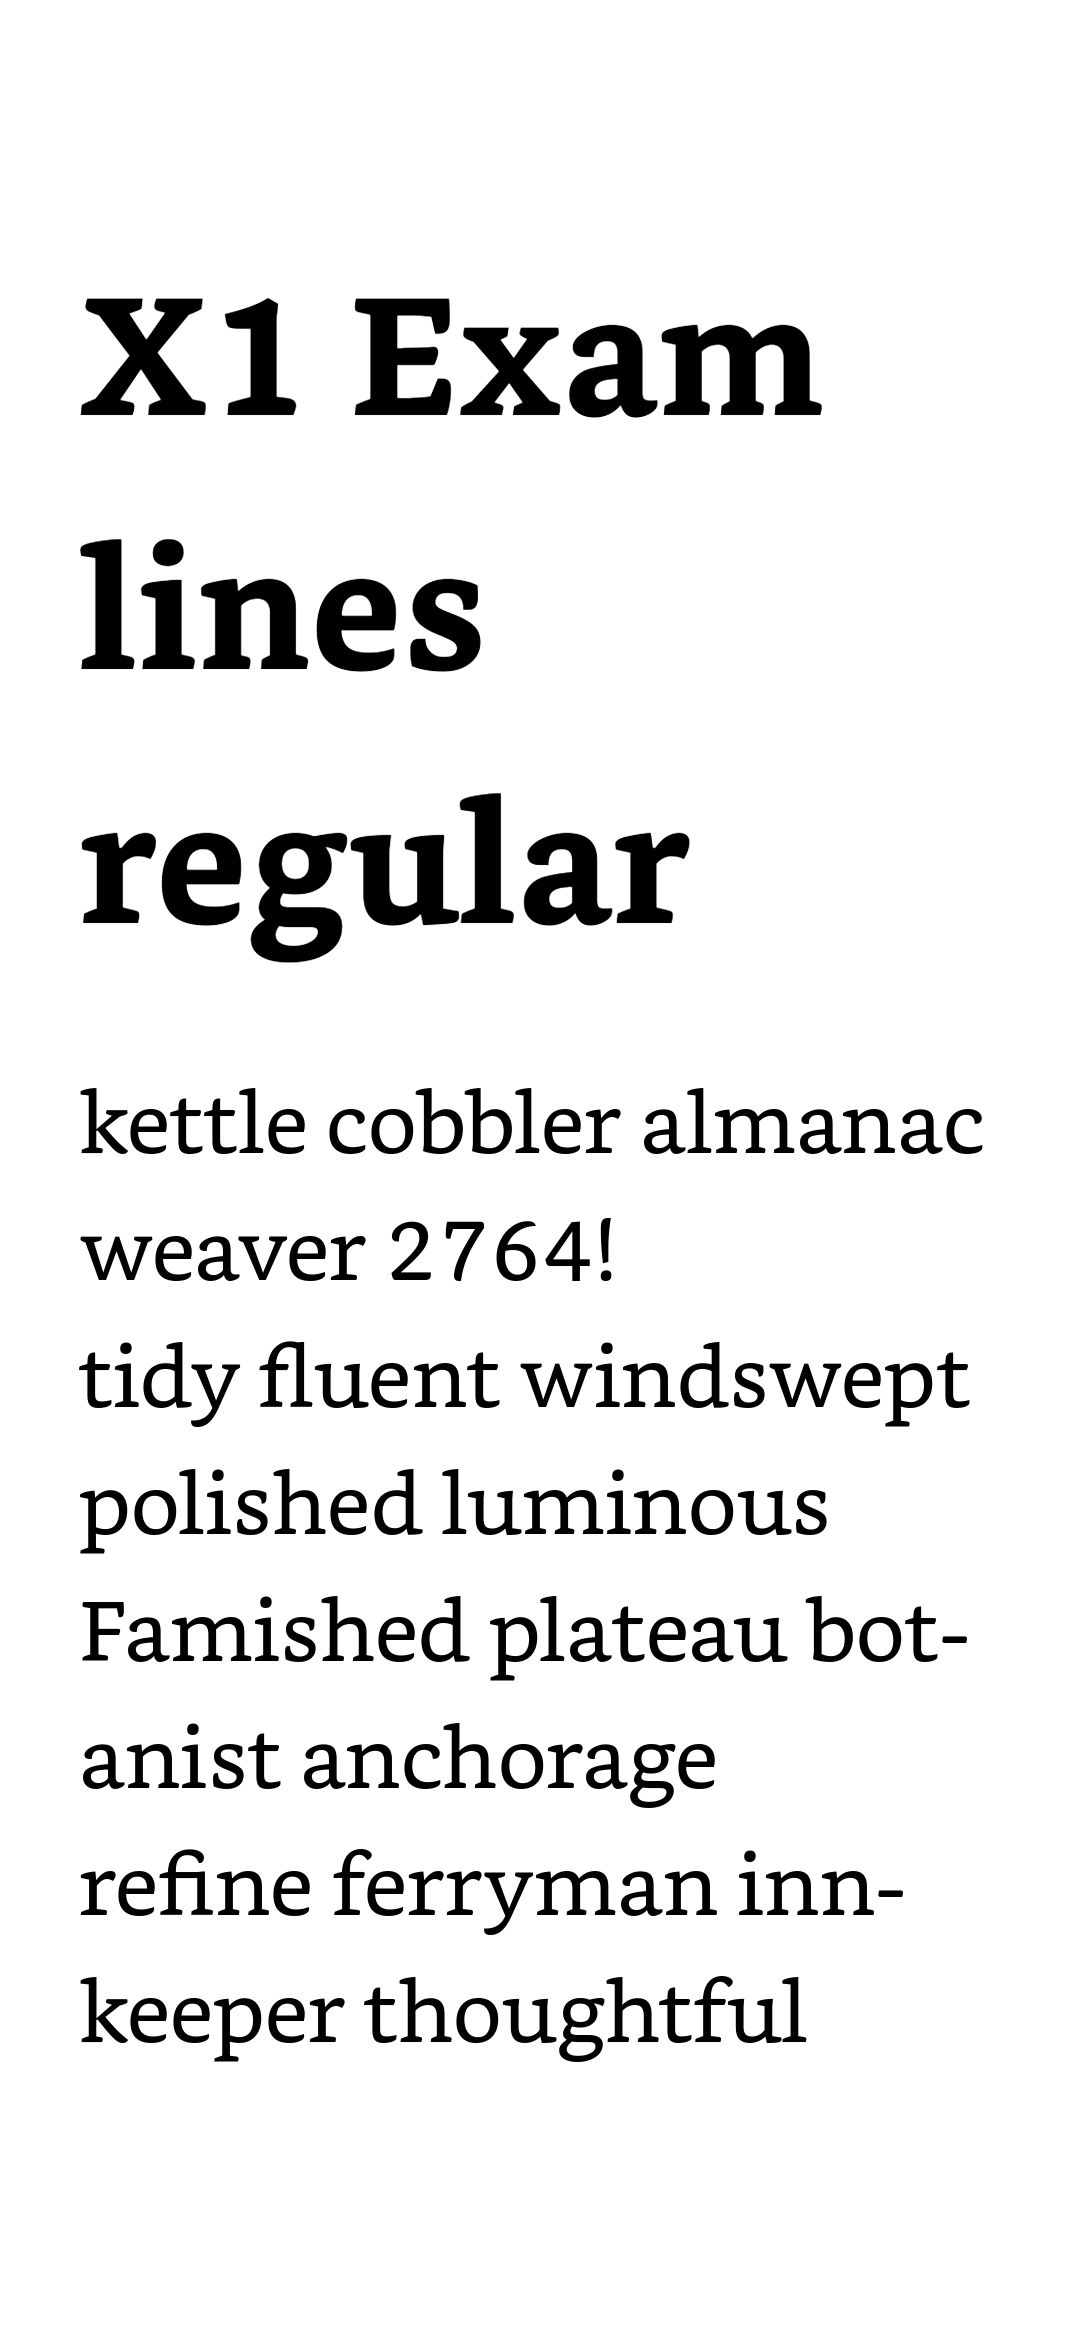 X1 Exam
lines
regular
kettle cobbler almanac
weaver 2764!
tidy fluent windswept
polished luminous
Famished plateau bot-
anist anchorage
refine ferryman inn-
keeper thoughtful